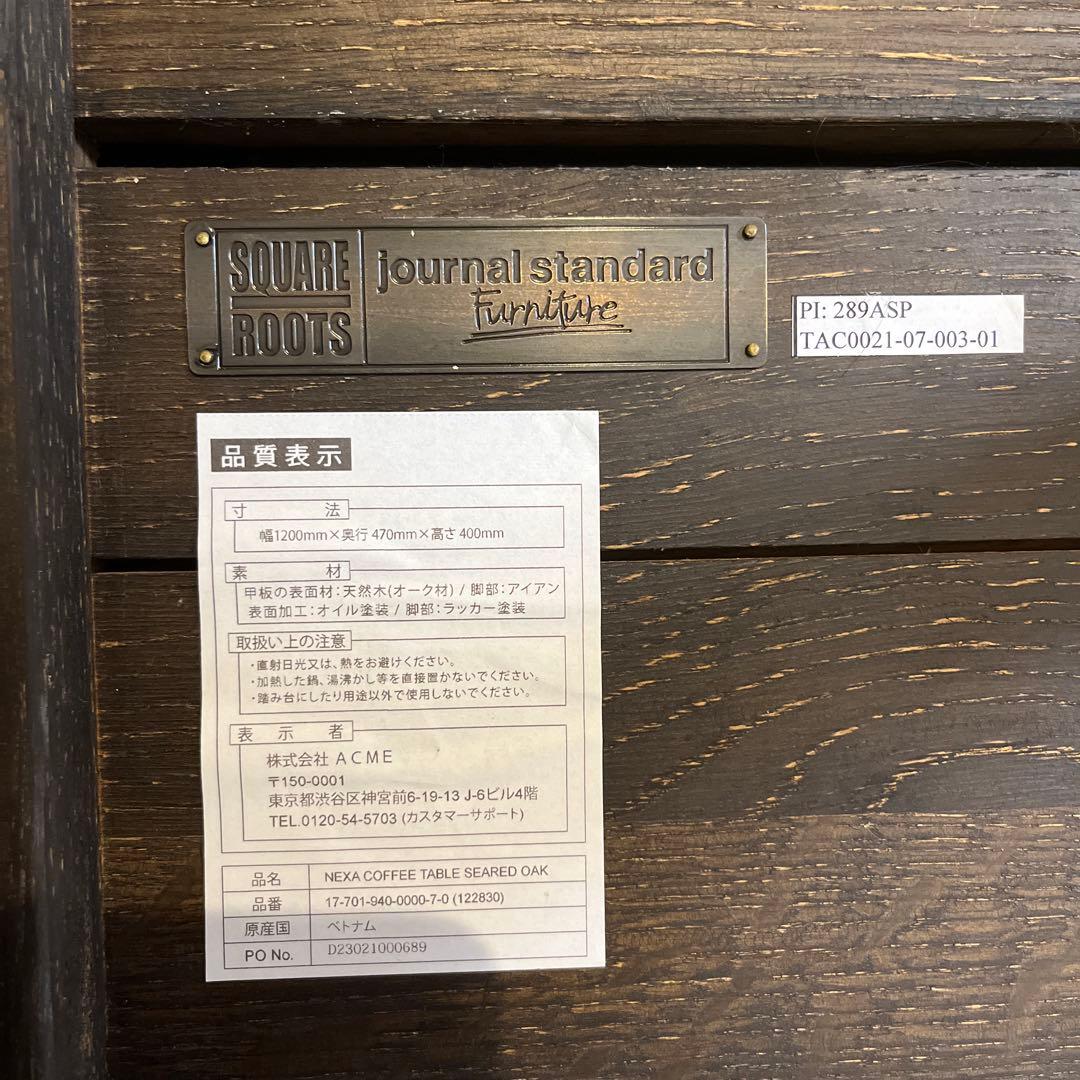 SQUARE
ROOTS
journal standard
Furniture
PI: 289ASP
TAC0021-07-003-01
品質表示
寸 法
幅1200mm×奥行 470mm×高さ 400mm
素 材
甲板の表面材:天然木(オーク材) / 脚部:アイアン
表面加工:オイル塗装 / 脚部:ラッカー塗装
取扱い上の注意
・直射日光又は、熱をお避けください。
・加熱した鍋、湯沸かし等を直接置かないでください。
・踏み台にしたり用途以外で使用しないでください。
表 示 者
株式会社 ACME
〒150-0001
東京都渋谷区神宮前6-19-13 J-6ビル4階
TEL.0120-54-5703 (カスタマーサポート)
品名 NEXA COFFEE TABLE SEARED OAK
品番 17-701-940-0000-7-0 (122830)
原産国 ベトナム
PO No. D23021000689